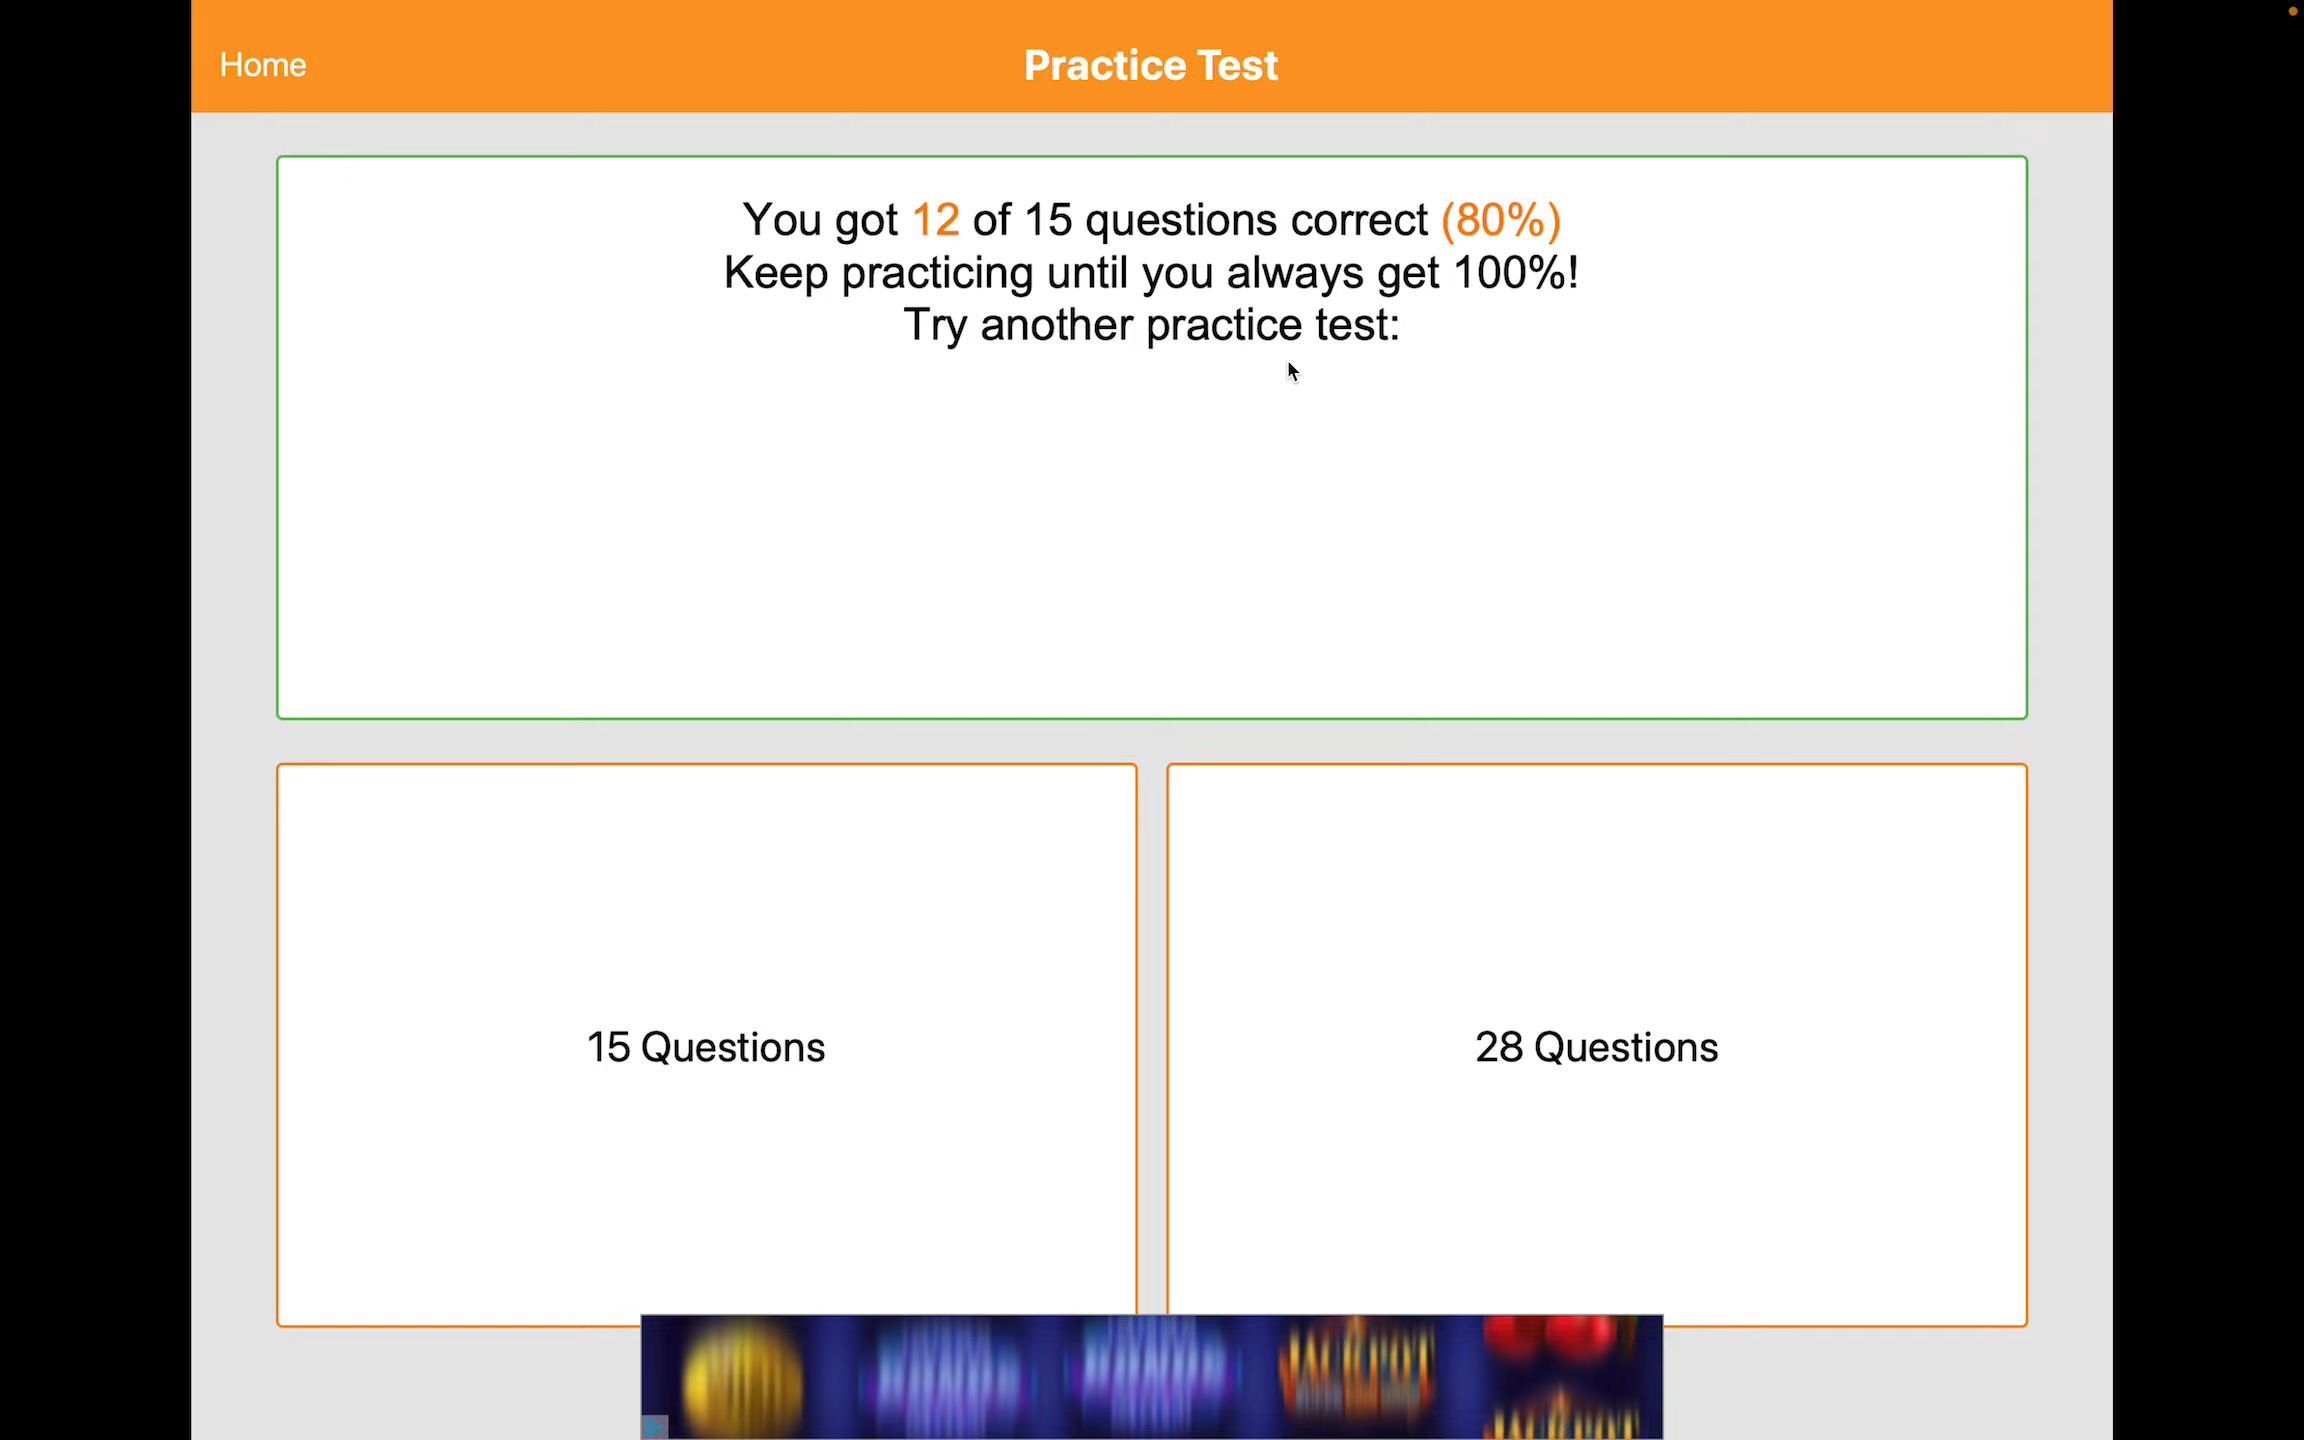 Home
Practice Test
You got 12 of 15 questions correct (80%)
Keep practicing until you always get 100%!
Try another practice test:
15 Questions
28 Questions
JACKPOT